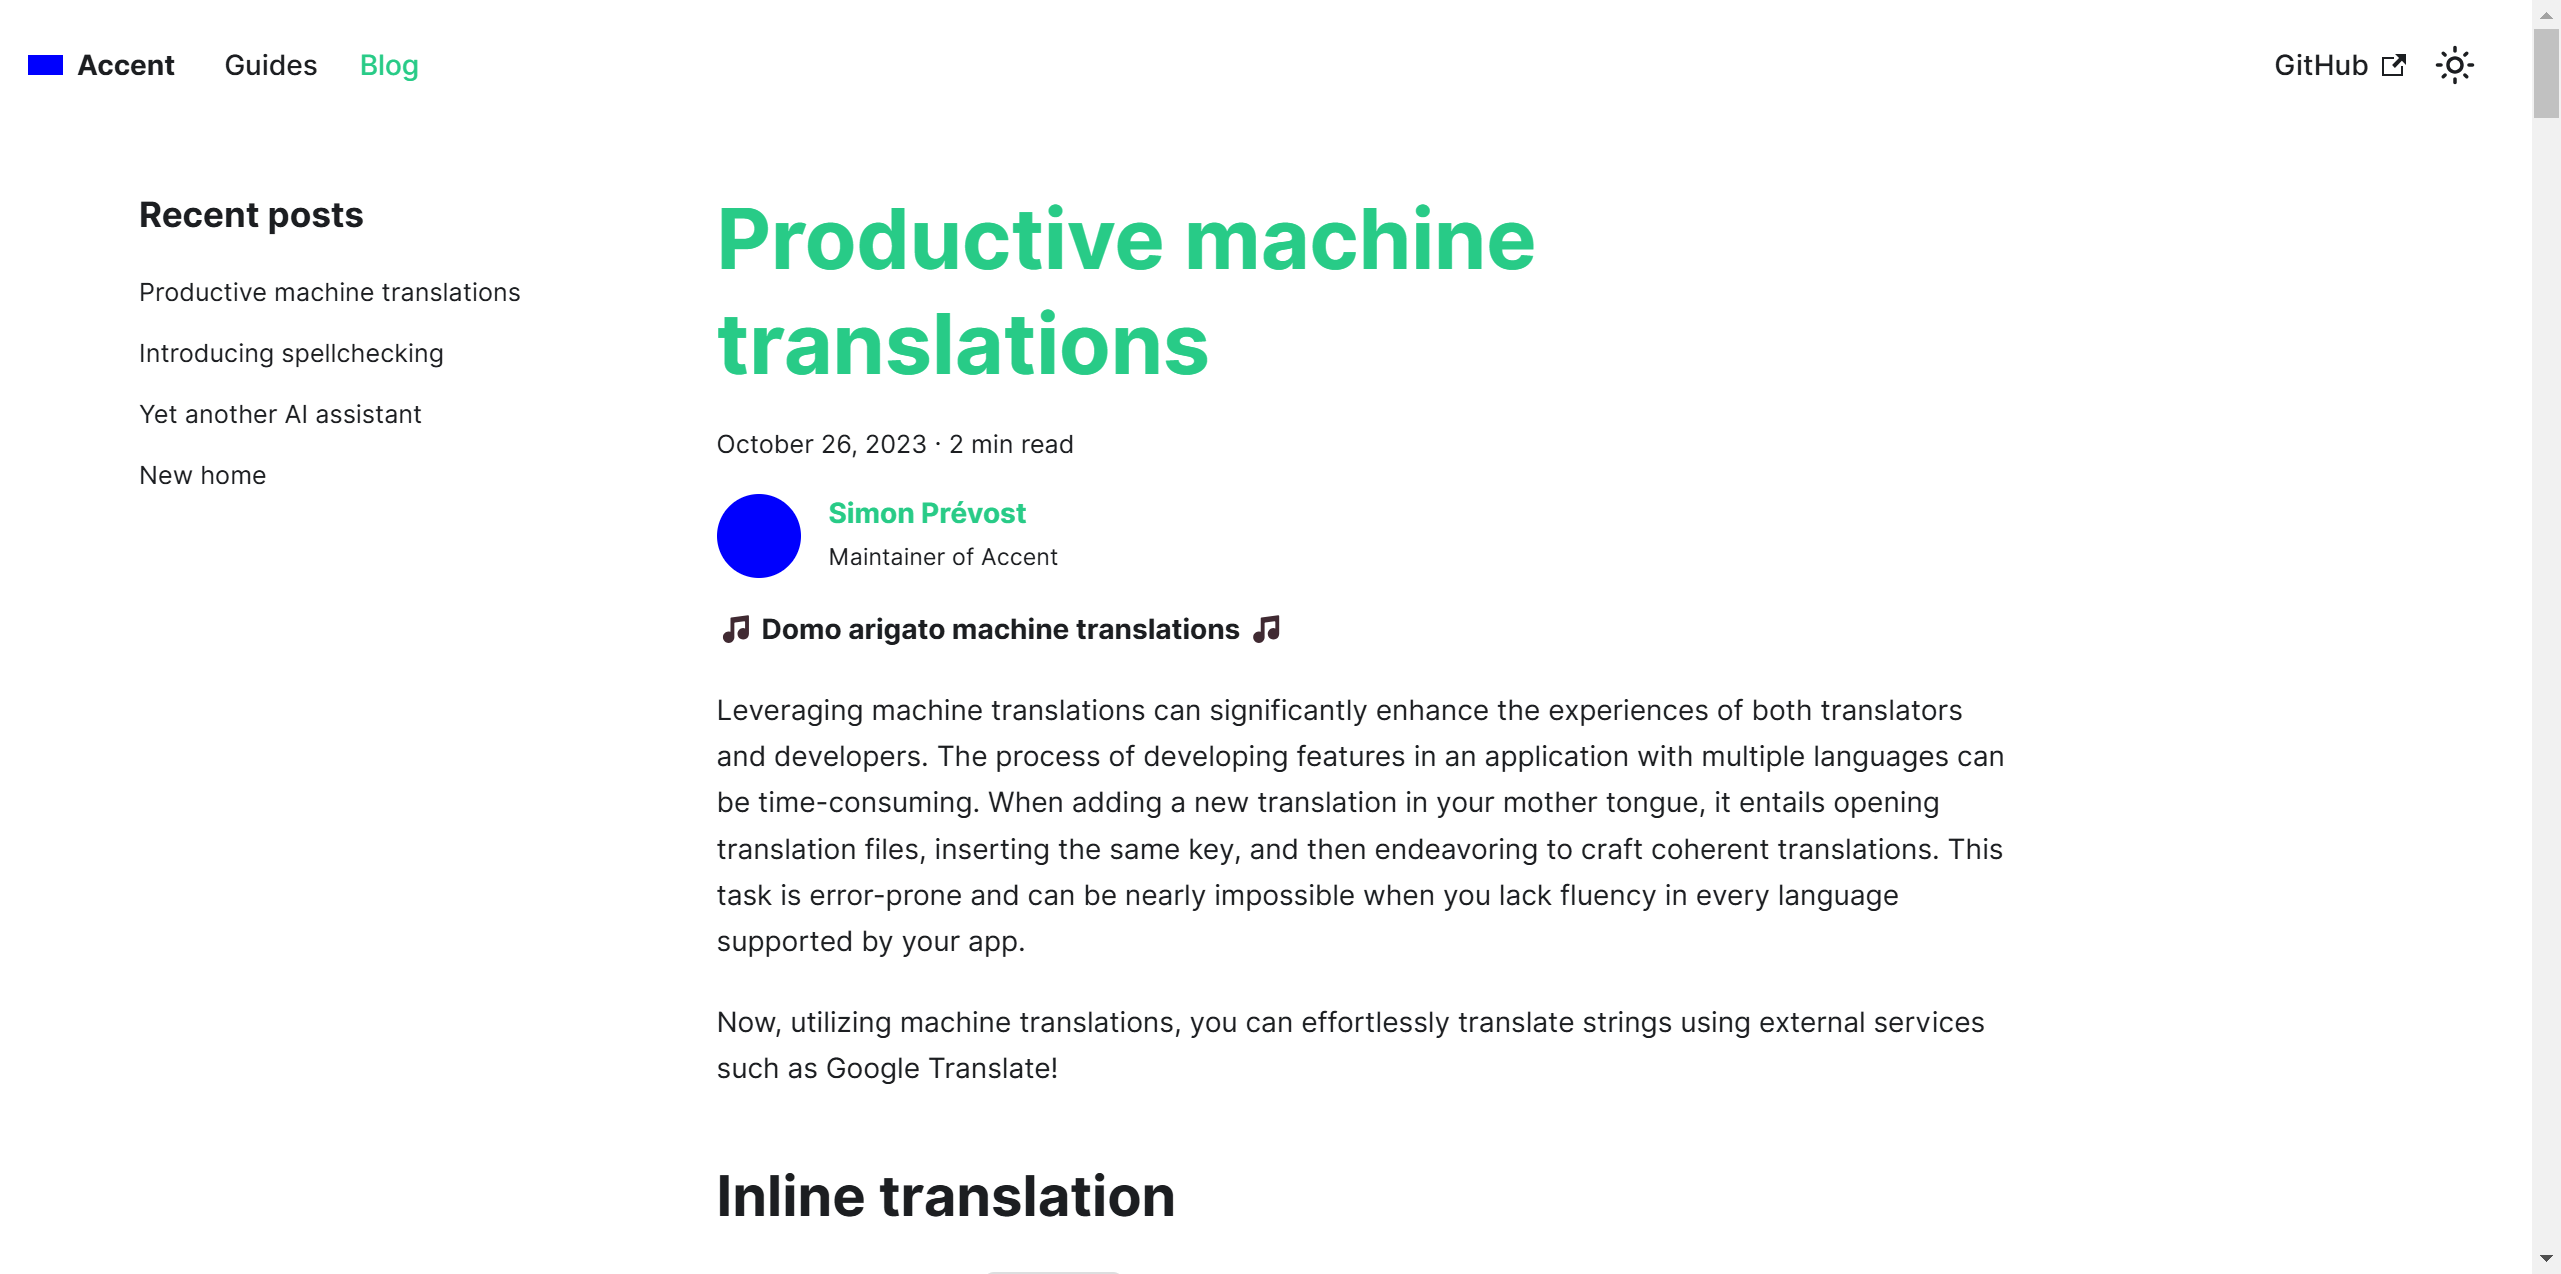 Accent
Guides
Blog
GitHub
Recent posts
Productive machine translations
Introducing spellchecking
Yet another AI assistant
New home
Productive machine
translations
October 26, 2023 · 2 min read
Simon Prévost
Maintainer of Accent
🎵 Domo arigato machine translations 🎵
Leveraging machine translations can significantly enhance the experiences of both translators
and developers. The process of developing features in an application with multiple languages can
be time-consuming. When adding a new translation in your mother tongue, it entails opening
translation files, inserting the same key, and then endeavoring to craft coherent translations. This
task is error-prone and can be nearly impossible when you lack fluency in every language
supported by your app.
Now, utilizing machine translations, you can effortlessly translate strings using external services
such as Google Translate!
Inline translation